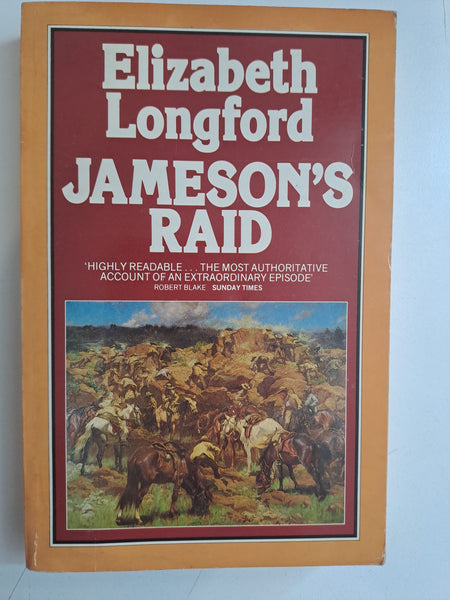 Elizabeth
Longford
JAMESON'S
RAID
'HIGHLY READABLE . . . THE MOST AUTHORITATIVE
ACCOUNT OF AN EXTRAORDINARY EPISODE'
ROBERT BLAKE SUNDAY TIMES